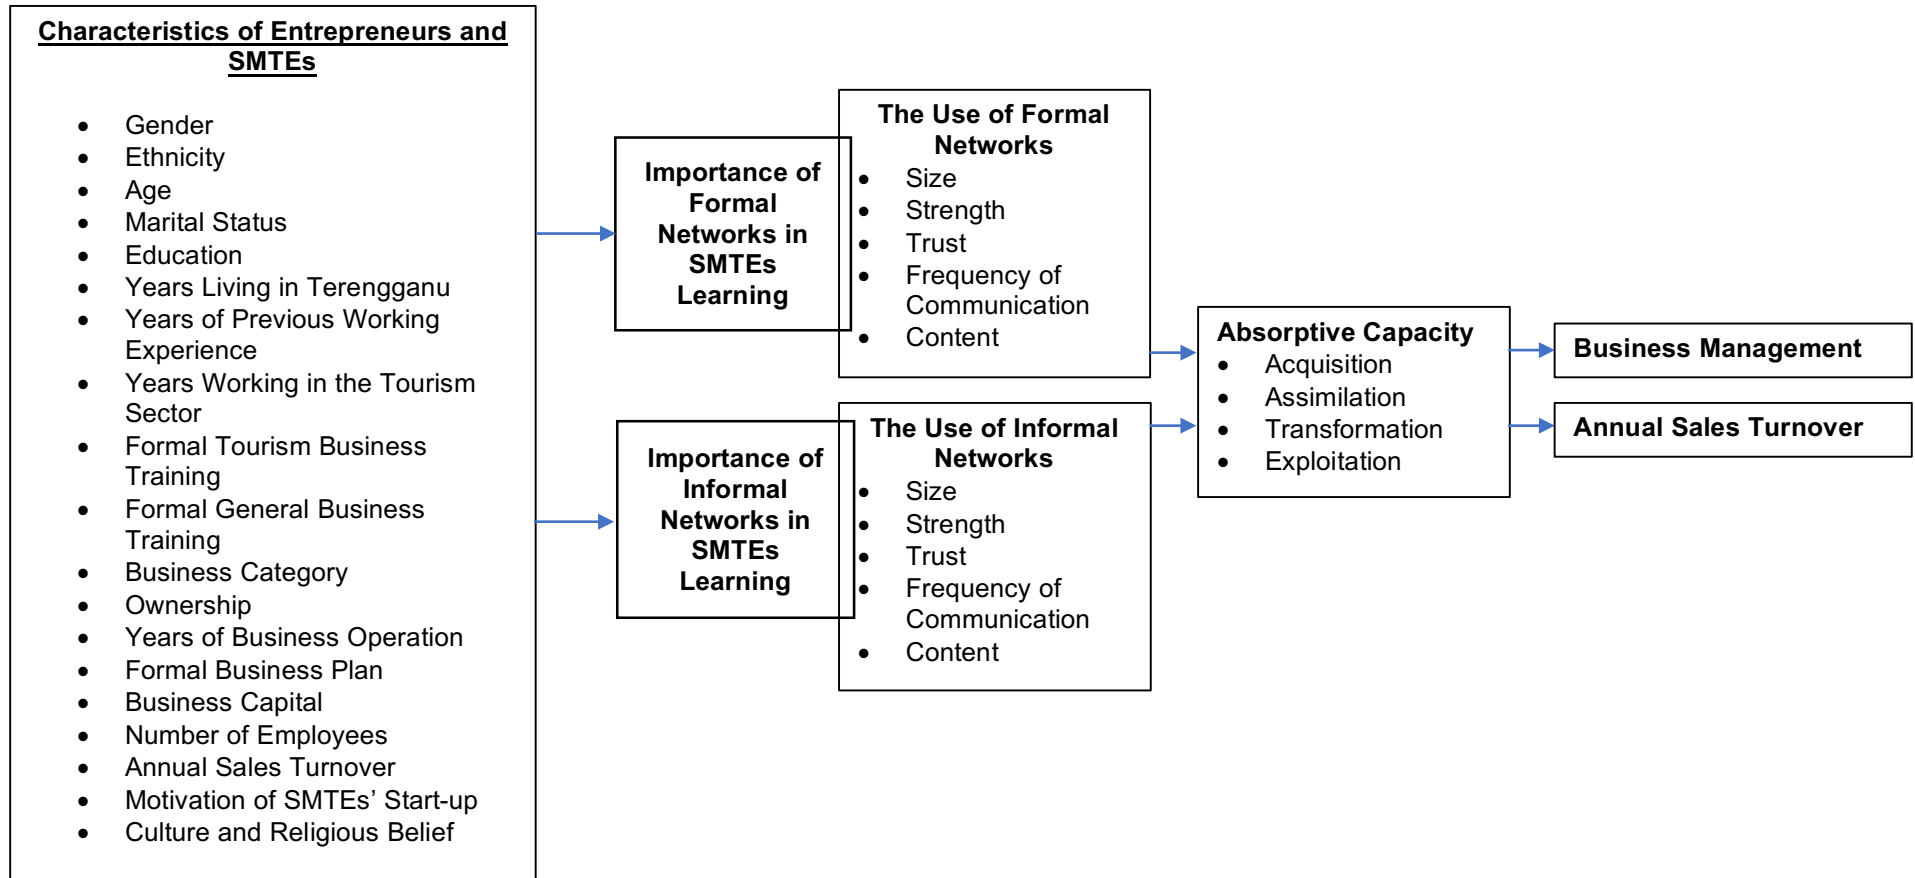 Characteristics of Entrepreneurs and
SMTEs
• Gender
• Ethnicity
• Age
• Marital Status
• Education
• Years Living in Terengganu
• Years of Previous Working
Experience
• Years Working in the Tourism
Sector
• Formal Tourism Business
Training
• Formal General Business
Training
• Business Category
• Ownership
• Years of Business Operation
• Formal Business Plan
• Business Capital
• Number of Employees
• Annual Sales Turnover
• Motivation of SMTEs’ Start-up
• Culture and Religious Belief
Importance of
Formal
Networks in
SMTEs
Learning
The Use of Formal
Networks
• Size
• Strength
• Trust
• Frequency of
Communication
• Content
Importance of
Informal
Networks in
SMTEs
Learning
The Use of Informal
Networks
• Size
• Strength
• Trust
• Frequency of
Communication
• Content
Absorptive Capacity
• Acquisition
• Assimilation
• Transformation
• Exploitation
Business Management
Annual Sales Turnover